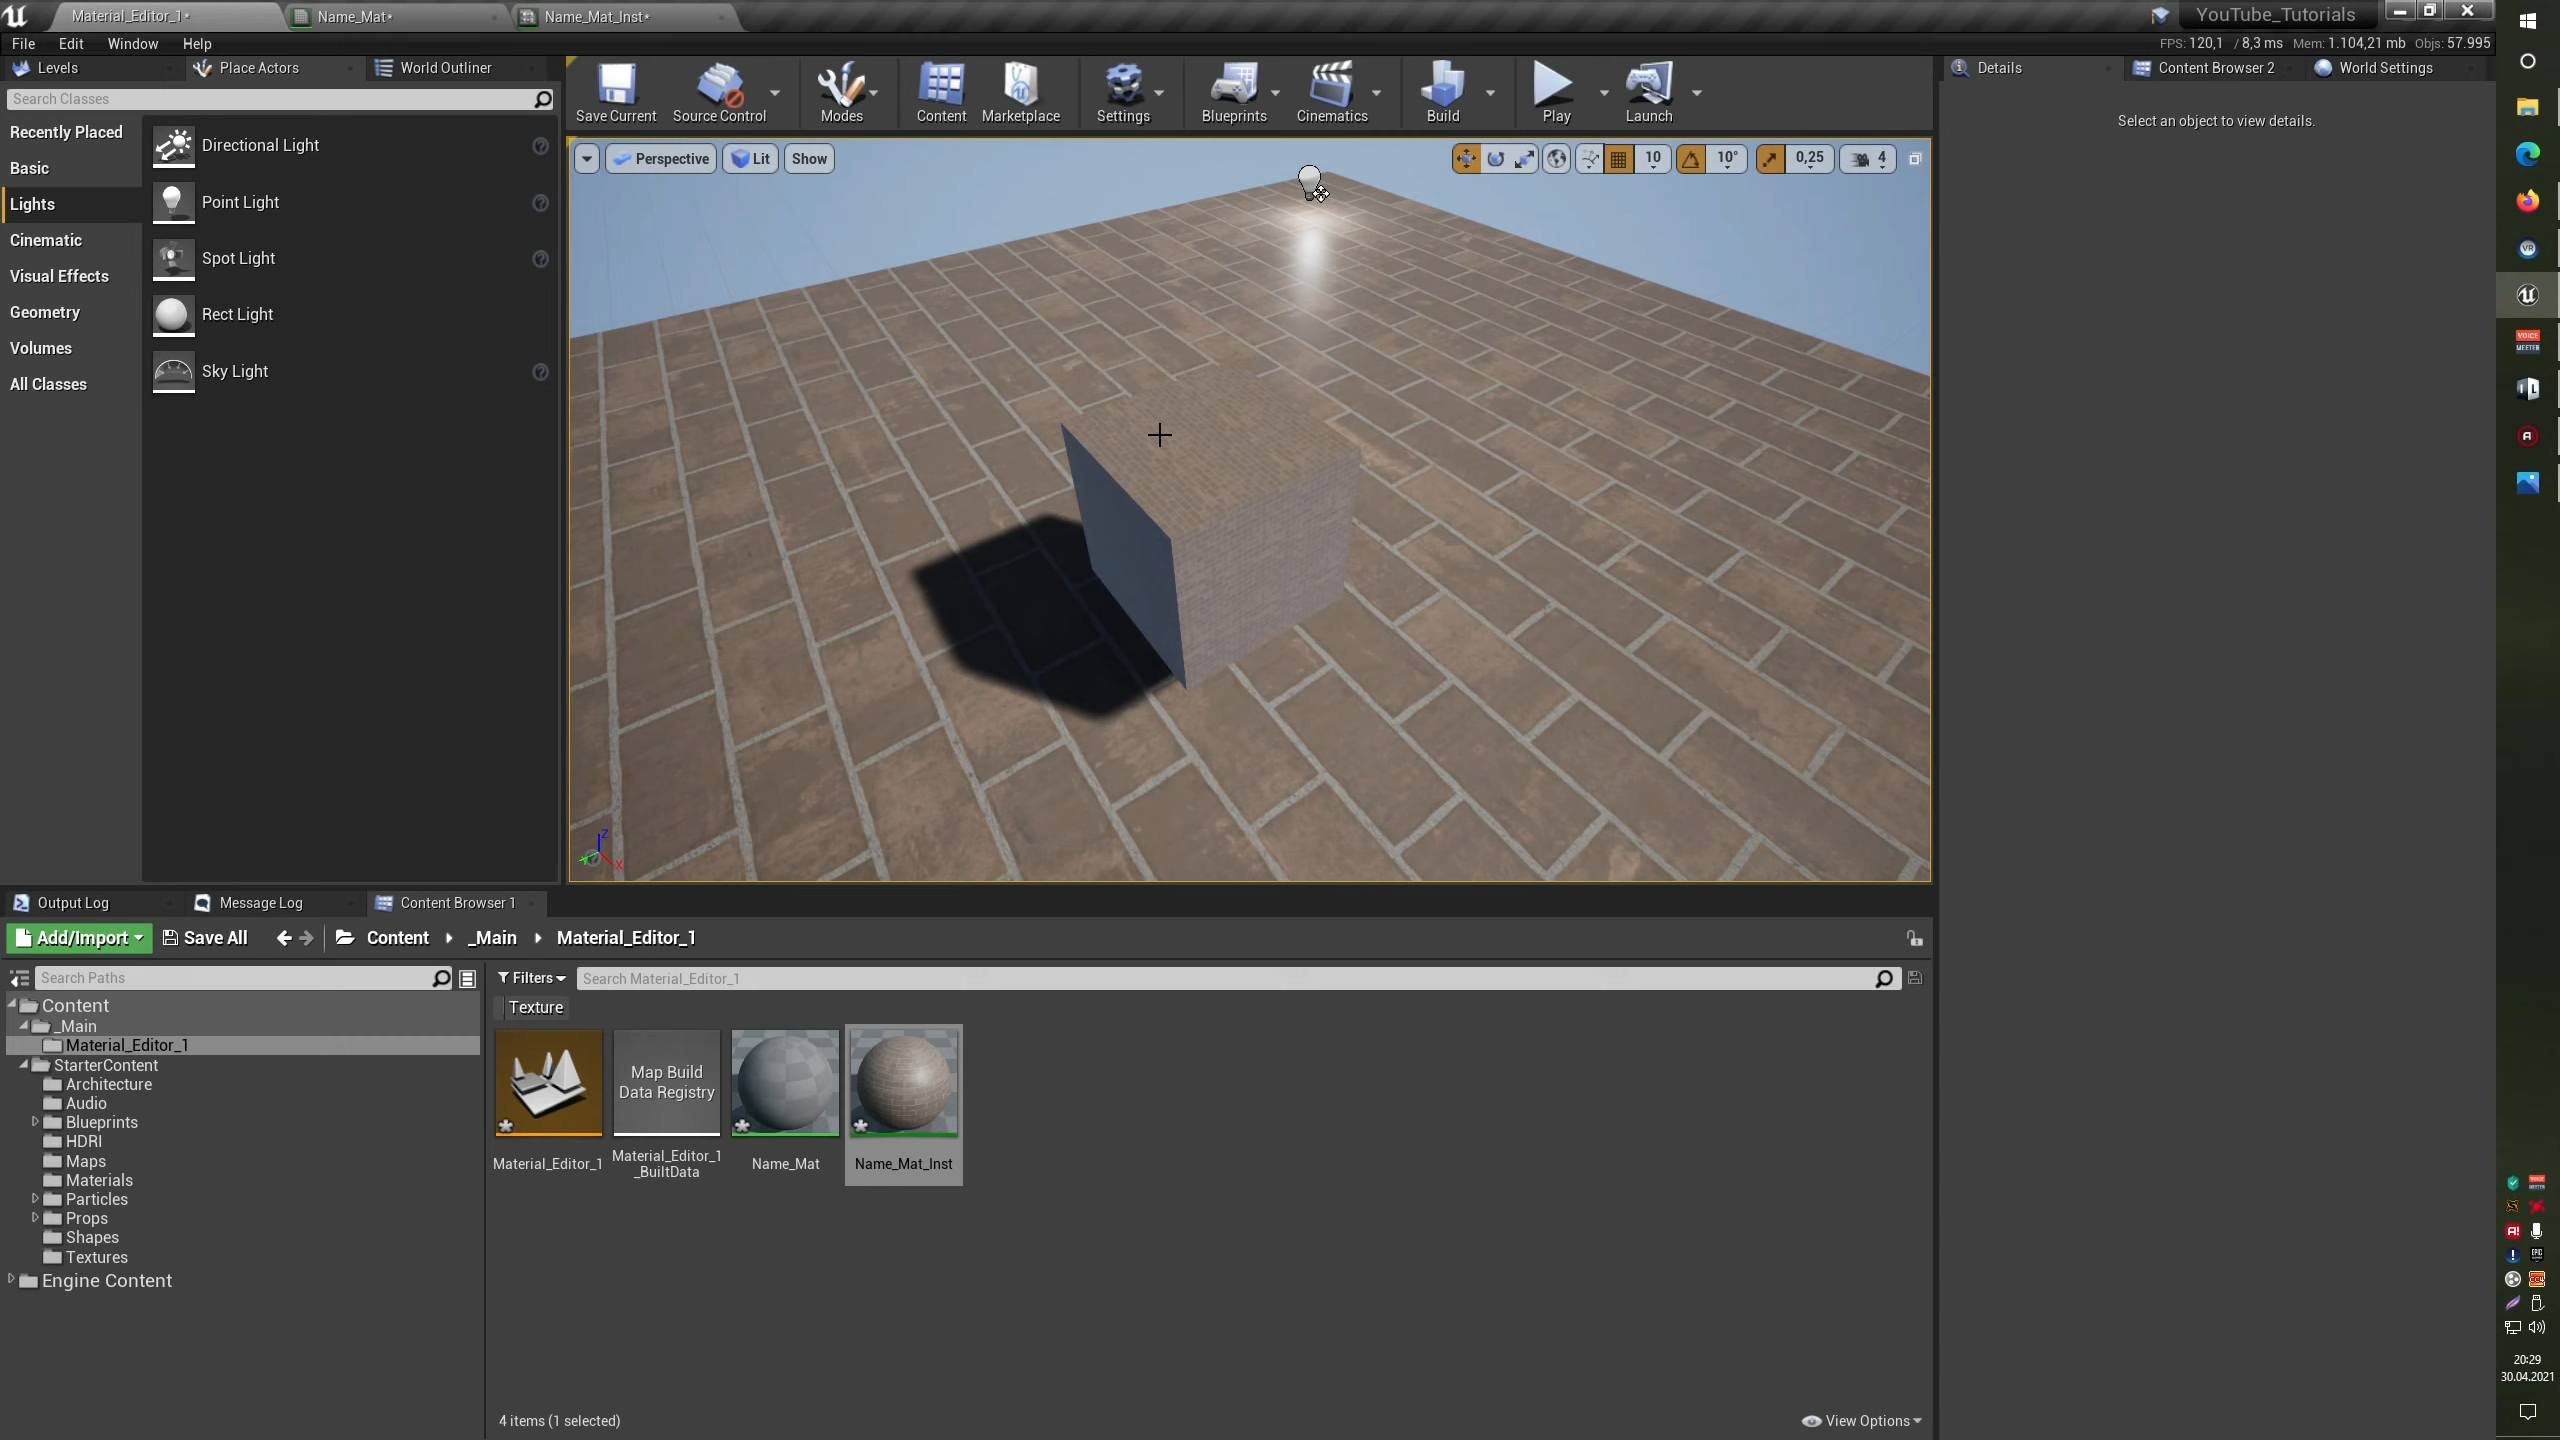 Material_Editor_1*
Name_Mat*
Name_Mat_Inst*
YouTube_Tutorials
File
Edit
Window
Help
FPS: 120,1 / 8,3 ms Mem: 1.104,21 mb Objs: 57.995
Levels
Place Actors
World Outliner
Search Classes
Recently Placed
Basic
Lights
Cinematic
Visual Effects
Geometry
Volumes
All Classes
Directional Light
Point Light
Spot Light
Rect Light
Sky Light
Save Current
Source Control
Modes
Content
Marketplace
Settings
Blueprints
Cinematics
Build
Play
Launch
Perspective
Lit
Show
10
10°
0,25
4
Z
X
Details
Content Browser 2
World Settings
Select an object to view details.
Output Log
Message Log
Content Browser 1
Add/Import
Save All
Content
_Main
Material_Editor_1
Search Paths
Content
_Main
Material_Editor_1
StarterContent
Architecture
Audio
Blueprints
HDRI
Maps
Materials
Particles
Props
Shapes
Textures
Engine Content
Filters
Search Material_Editor_1
Texture
Map Build
Data Registry
Material_Editor_1
Material_Editor_1
_BuiltData
Name_Mat
Name_Mat_Inst
4 items (1 selected)
View Options
VOICE
MEETER
20:29
30.04.2021